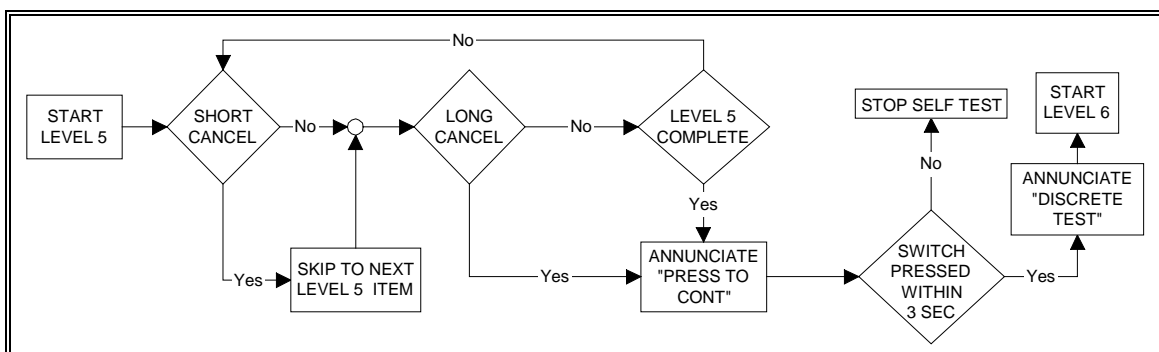 No
START
LEVEL 5
SHORT
CANCEL
No
LONG
CANCEL
No
LEVEL 5
COMPLETE
STOP SELF TEST
START
LEVEL 6
No
ANNUNCIATE
"DISCRETE
TEST"
Yes
Yes
SKIP TO NEXT
LEVEL 5 ITEM
Yes
ANNUNCIATE
"PRESS TO
CONT"
SWITCH
PRESSED
WITHIN
3 SEC
Yes